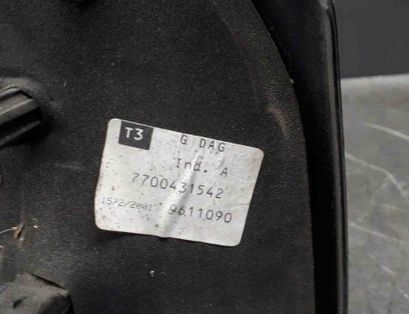 T3 G DAG
Ind. A
7700431542
15/2/2001 9611090